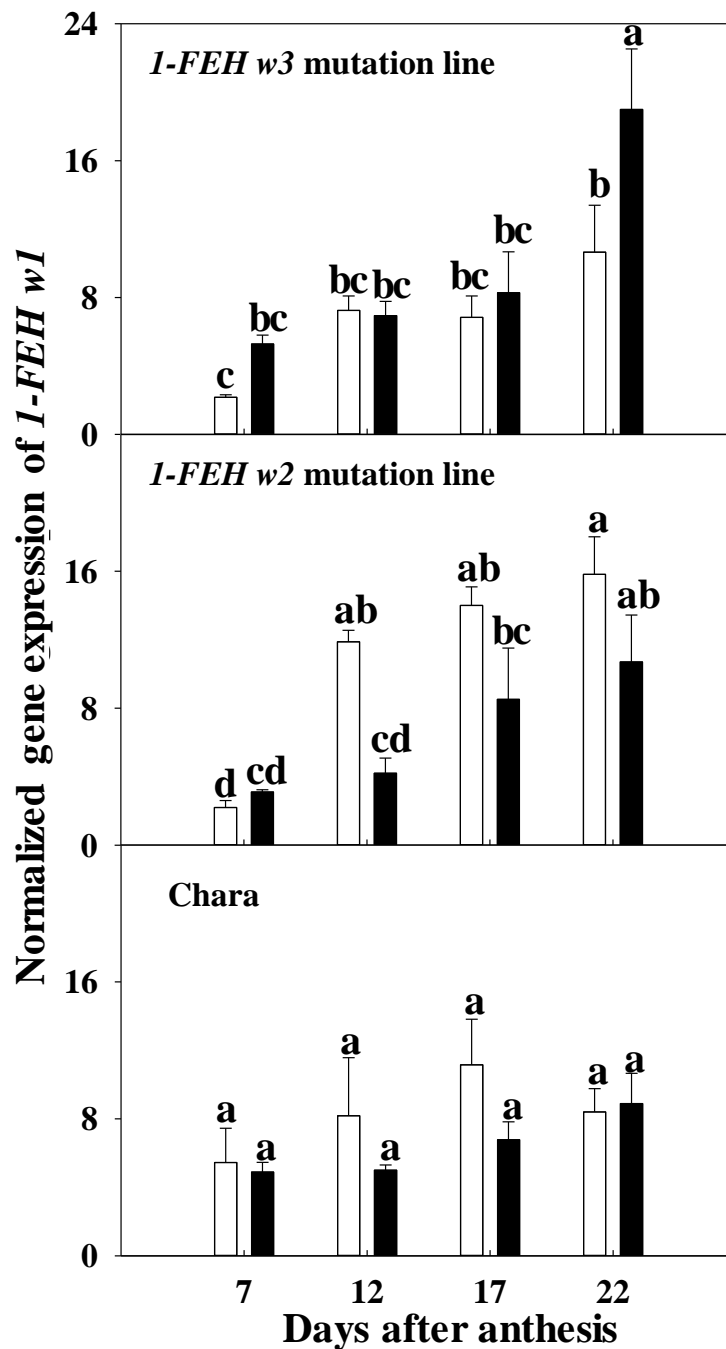 Normalized gene expression of 1-FEH w1
24
1-FEH w3 mutation line
a
16
b
bc
bc bc
bc
8
bc
c
0
1-FEH w2 mutation line
a
16
ab
ab
ab
bc
8
cd
d cd
0
Chara
16
a
a
a a
8
a
a
a
a
0
7 12 17 22
Days after anthesis